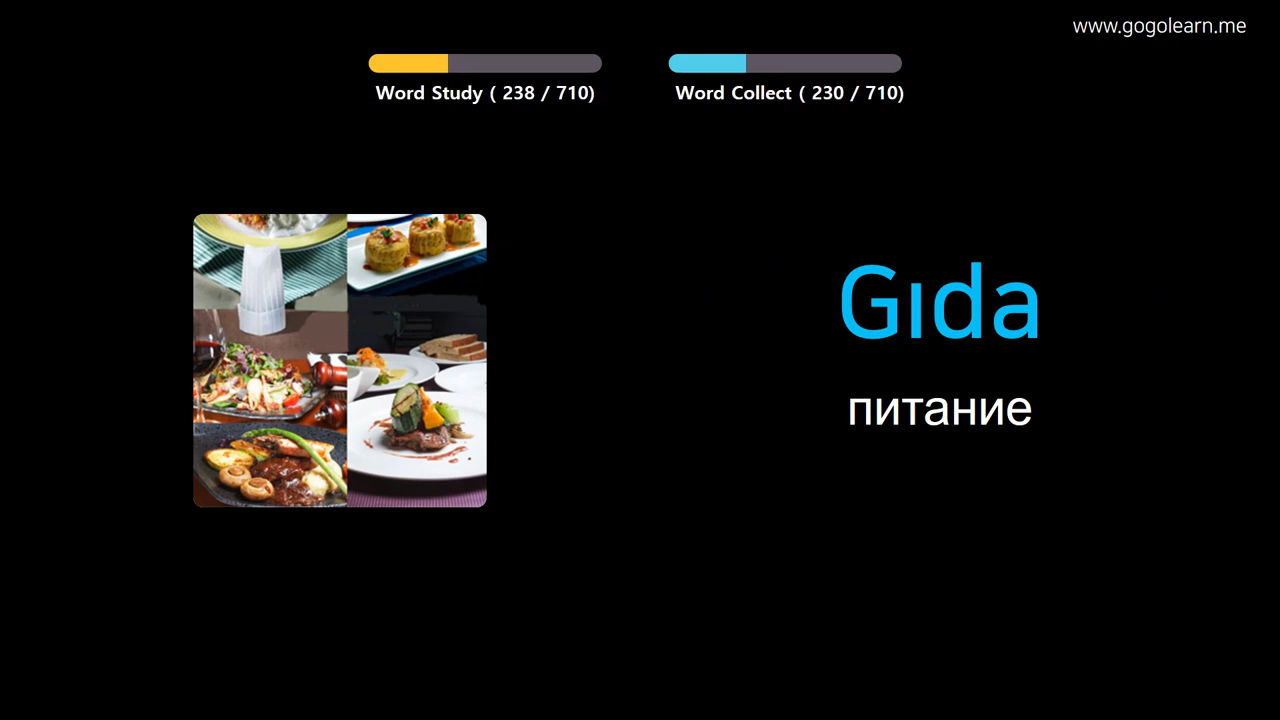 www.gogolearn.me
Word Study ( 238 / 710)
Word Collect ( 230 / 710)
Gıda
питание